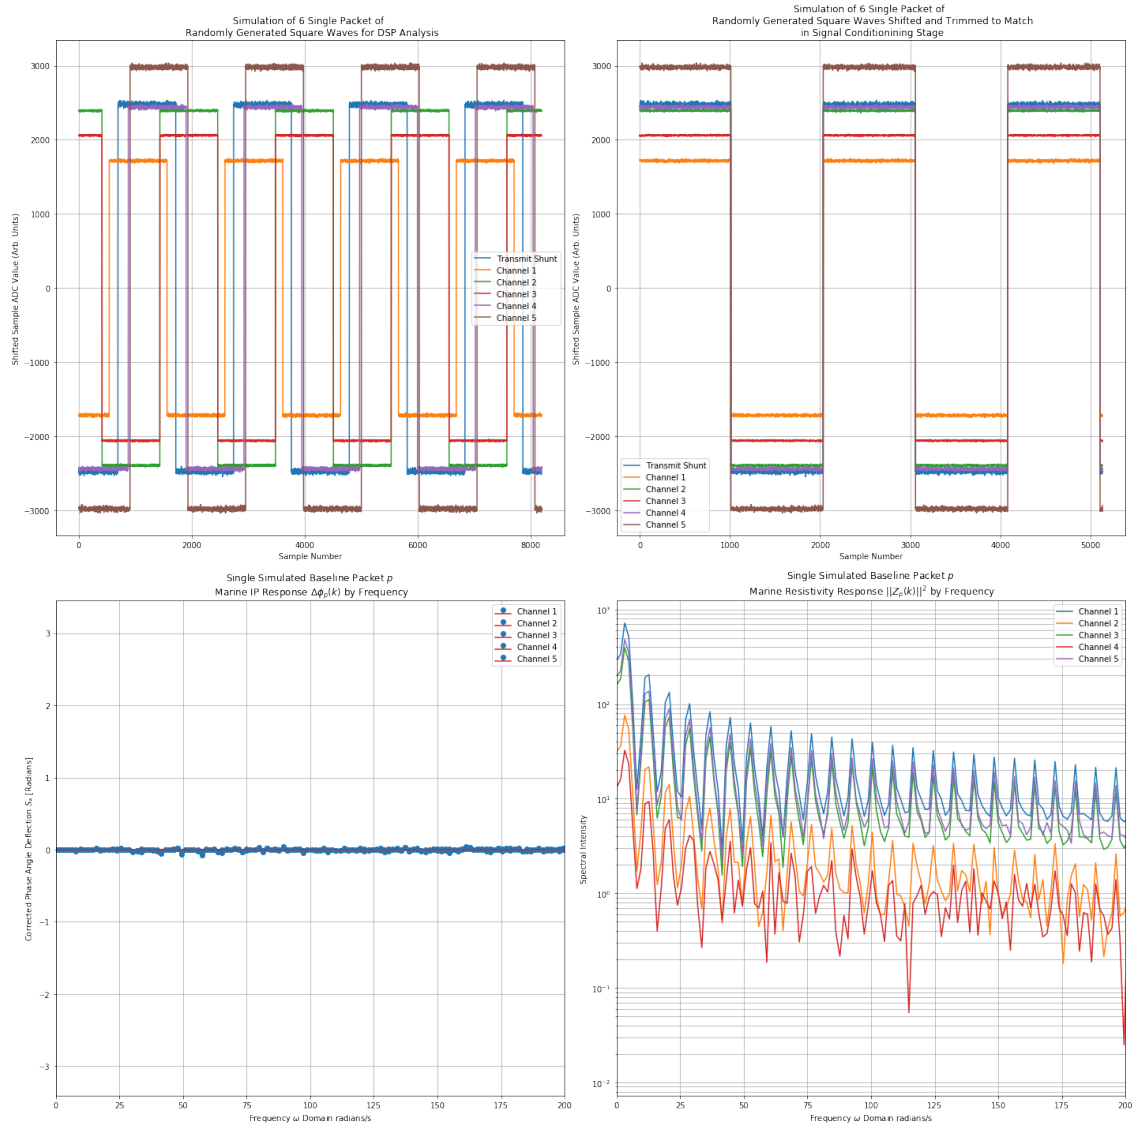 Simulation of 6 Single Packet of
Randomly Generated Square Waves for DSP Analysis
Shifted Sample ADC Value (Arb. Units)
3000
2000
1000
0
−1000
−2000
−3000
Transmit Shunt
Channel 1
Channel 2
Channel 3
Channel 4
Channel 5
0
2000
4000
6000
8000
Sample Number
Simulation of 6 Single Packet of
Randomly Generated Square Waves Shifted and Trimmed to Match
in Signal Conditionining Stage
Shifted Sample ADC Value (Arb. Units)
3000
2000
1000
0
−1000
−2000
−3000
Transmit Shunt
Channel 1
Channel 2
Channel 3
Channel 4
Channel 5
0
1000
2000
3000
4000
5000
Sample Number
Single Simulated Baseline Packet p
Marine IP Response Δϕₚ(k) by Frequency
Corrected Phase Angle Deflection Sₐ [Radians]
3
2
1
0
−1
−2
−3
Channel 1
Channel 2
Channel 3
Channel 4
Channel 5
0
25
50
75
100
125
150
175
200
Frequency ω Domain radians/s
Single Simulated Baseline Packet p
Marine Resistivity Response ||Zₚ(k)||² by Frequency
Spectral Intensity
10³
10²
10¹
10⁰
10⁻¹
10⁻²
Channel 1
Channel 2
Channel 3
Channel 4
Channel 5
0
25
50
75
100
125
150
175
200
Frequency ω Domain radians/s